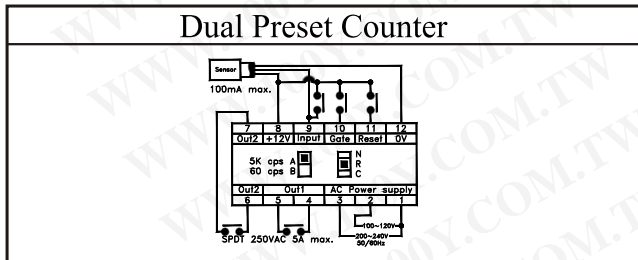 Dual Preset Counter
Sensor
100mA max.
7 8 9 10 11 12
Out2 +12V Input Gate Reset 0V
5K cps A
60 cps B
N
R
C
Out2 Out1 AC Power supply
6 5 4 3 2 1
100~120V
200~240V
50/60Hz
SPDT 250VAC 5A max.